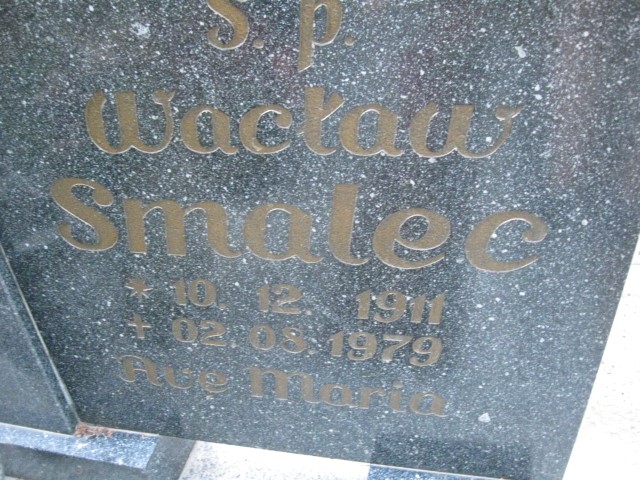 Ś. p.
Wacław
Smalec
* 10. 12. 1911
+ 02. 08. 1979
Ave Maria